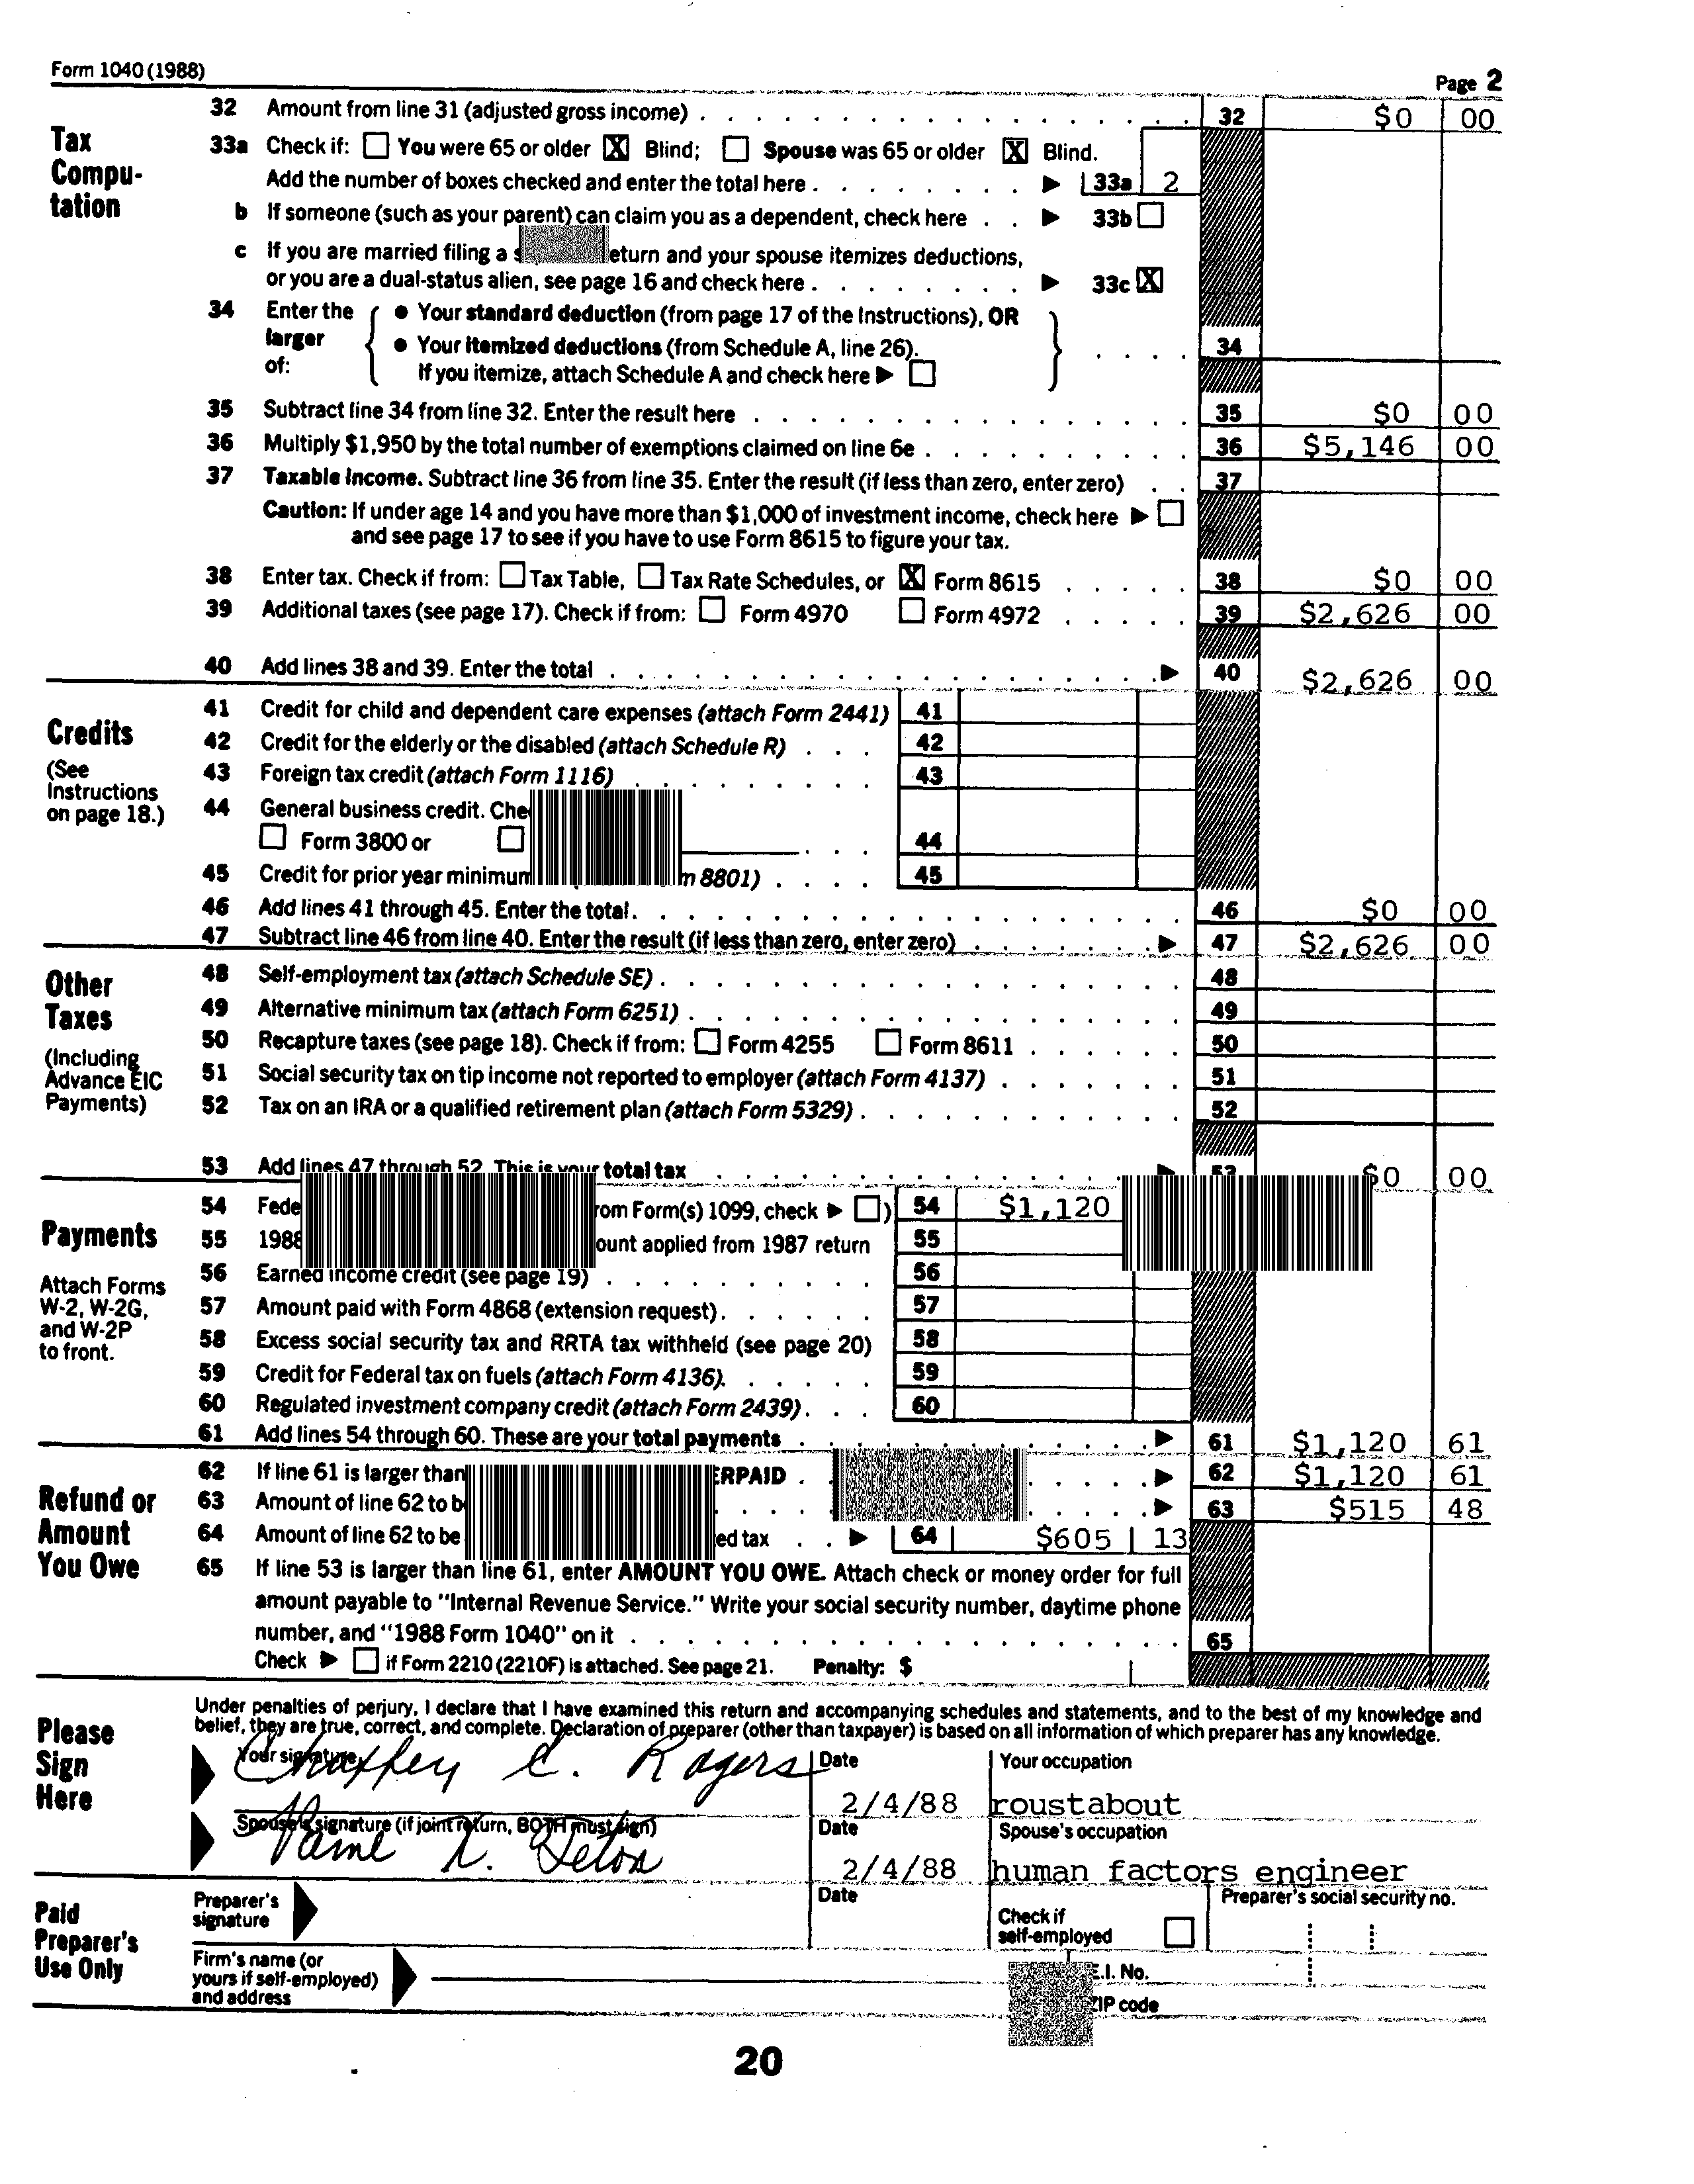 Form 1040 (1988)
Page 2
Tax Compu-tation
32 Amount from line 31 (adjusted gross income) 32 $0 00
33a Check if: You were 65 or older X Blind; Spouse was 65 or older X Blind.
Add the number of boxes checked and enter the total here 33a 2
b If someone (such as your parent) can claim you as a dependent, check here 33b
c If you are married filing a eturn and your spouse itemizes deductions,
or you are a dual-status alien, see page 16 and check here 33c X
34 Enter the larger of:
● Your standard deduction (from page 17 of the Instructions), OR
● Your itemized deductions (from Schedule A, line 26).
If you itemize, attach Schedule A and check here 34
35 Subtract line 34 from line 32. Enter the result here 35 $0 00
36 Multiply $1,950 by the total number of exemptions claimed on line 6e 36 $5,146 00
37 Taxable income. Subtract line 36 from line 35. Enter the result (if less than zero, enter zero) 37
Caution: If under age 14 and you have more than $1,000 of investment income, check here
and see page 17 to see if you have to use Form 8615 to figure your tax.
38 Enter tax. Check if from: Tax Table, Tax Rate Schedules, or X Form 8615 38 $0 00
39 Additional taxes (see page 17). Check if from: Form 4970 Form 4972 39 $2,626 00
40 Add lines 38 and 39. Enter the total 40 $2,626 00
Credits
(See Instructions on page 18.)
41 Credit for child and dependent care expenses (attach Form 2441) 41
42 Credit for the elderly or the disabled (attach Schedule R) 42
43 Foreign tax credit (attach Form 1116) 43
44 General business credit. Che
Form 3800 or 44
45 Credit for prior year minimum m 8801) 45
46 Add lines 41 through 45. Enter the total. 46 $0 00
47 Subtract line 46 from line 40. Enter the result (if less than zero, enter zero) 47 $2,626 00
Other Taxes
(Including Advance EIC Payments)
48 Self-employment tax (attach Schedule SE) 48
49 Alternative minimum tax (attach Form 6251) 49
50 Recapture taxes (see page 18). Check if from: Form 4255 Form 8611 50
51 Social security tax on tip income not reported to employer (attach Form 4137) 51
52 Tax on an IRA or a qualified retirement plan (attach Form 5329) 52
53 Add lines 47 through 52. This is your total tax 53 $0 00
Payments
Attach Forms W-2, W-2G, and W-2P to front.
54 Fede rom Form(s) 1099, check ) 54 $1,120
55 1988 ount applied from 1987 return 55
56 Earned income credit (see page 19) 56
57 Amount paid with Form 4868 (extension request) 57
58 Excess social security tax and RRTA tax withheld (see page 20) 58
59 Credit for Federal tax on fuels (attach Form 4136). 59
60 Regulated investment company credit (attach Form 2439) 60
61 Add lines 54 through 60. These are your total payments 61 $1,120 61
Refund or Amount You Owe
62 If line 61 is larger than ERPAID 62 $1,120 61
63 Amount of line 62 to b 63 $515 48
64 Amount of line 62 to be ed tax 64 $605 13
65 If line 53 is larger than line 61, enter AMOUNT YOU OWE. Attach check or money order for full
amount payable to "Internal Revenue Service." Write your social security number, daytime phone
number, and "1988 Form 1040" on it 65
Check if Form 2210 (2210F) is attached. See page 21. Penalty: $
Please Sign Here
Under penalties of perjury, I declare that I have examined this return and accompanying schedules and statements, and to the best of my knowledge and
belief, they are true, correct, and complete. Declaration of preparer (other than taxpayer) is based on all information of which preparer has any knowledge.
Your signature Date Your occupation
C. Rogers 2/4/88 roustabout
Spouse's signature (if joint return, BOTH must sign) Date Spouse's occupation
2/4/88 human factors engineer
Paid Preparer's Use Only
Preparer's signature Date Check if self-employed Preparer's social security no.
Firm's name (or yours if self-employed) and address E.I. No.
ZIP code
20